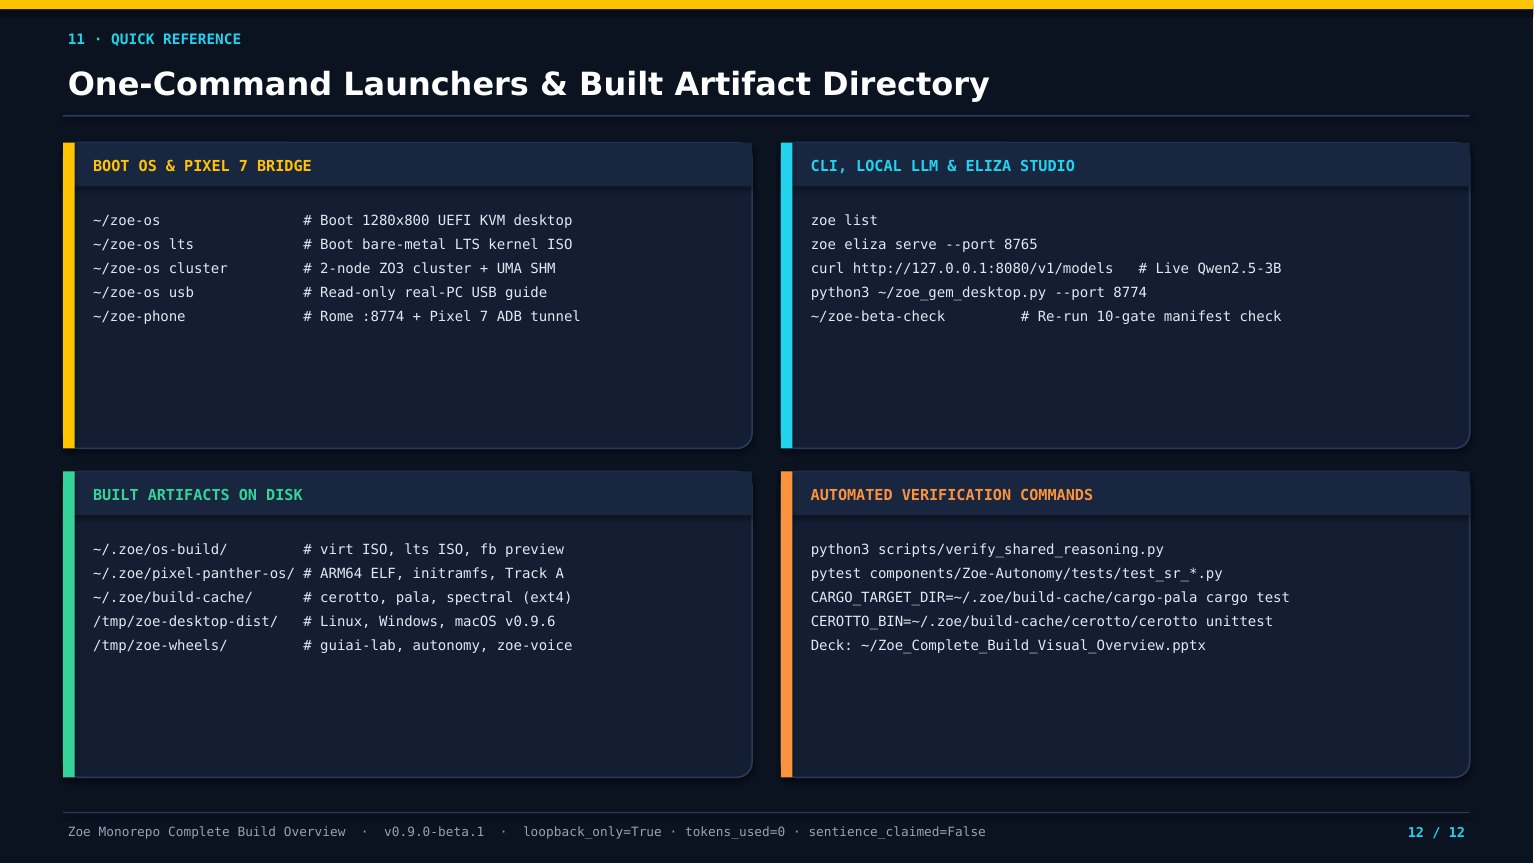 11 · QUICK REFERENCE
One-Command Launchers & Built Artifact Directory
BOOT OS & PIXEL 7 BRIDGE
~/zoe-os                 # Boot 1280x800 UEFI KVM desktop
~/zoe-os lts             # Boot bare-metal LTS kernel ISO
~/zoe-os cluster         # 2-node ZO3 cluster + UMA SHM
~/zoe-os usb             # Read-only real-PC USB guide
~/zoe-phone              # Rome :8774 + Pixel 7 ADB tunnel
CLI, LOCAL LLM & ELIZA STUDIO
zoe list
zoe eliza serve --port 8765
curl http://127.0.0.1:8080/v1/models   # Live Qwen2.5-3B
python3 ~/zoe_gem_desktop.py --port 8774
~/zoe-beta-check         # Re-run 10-gate manifest check
BUILT ARTIFACTS ON DISK
~/.zoe/os-build/         # virt ISO, lts ISO, fb preview
~/.zoe/pixel-panther-os/ # ARM64 ELF, initramfs, Track A
~/.zoe/build-cache/      # cerotto, pala, spectral (ext4)
/tmp/zoe-desktop-dist/   # Linux, Windows, macOS v0.9.6
/tmp/zoe-wheels/         # guiai-lab, autonomy, zoe-voice
AUTOMATED VERIFICATION COMMANDS
python3 scripts/verify_shared_reasoning.py
pytest components/Zoe-Autonomy/tests/test_sr_*.py
CARGO_TARGET_DIR=~/.zoe/build-cache/cargo-pala cargo test
CEROTTO_BIN=~/.zoe/build-cache/cerotto/cerotto unittest
Deck: ~/Zoe_Complete_Build_Visual_Overview.pptx
Zoe Monorepo Complete Build Overview  ·  v0.9.0-beta.1  ·  loopback_only=True · tokens_used=0 · sentience_claimed=False
12 / 12